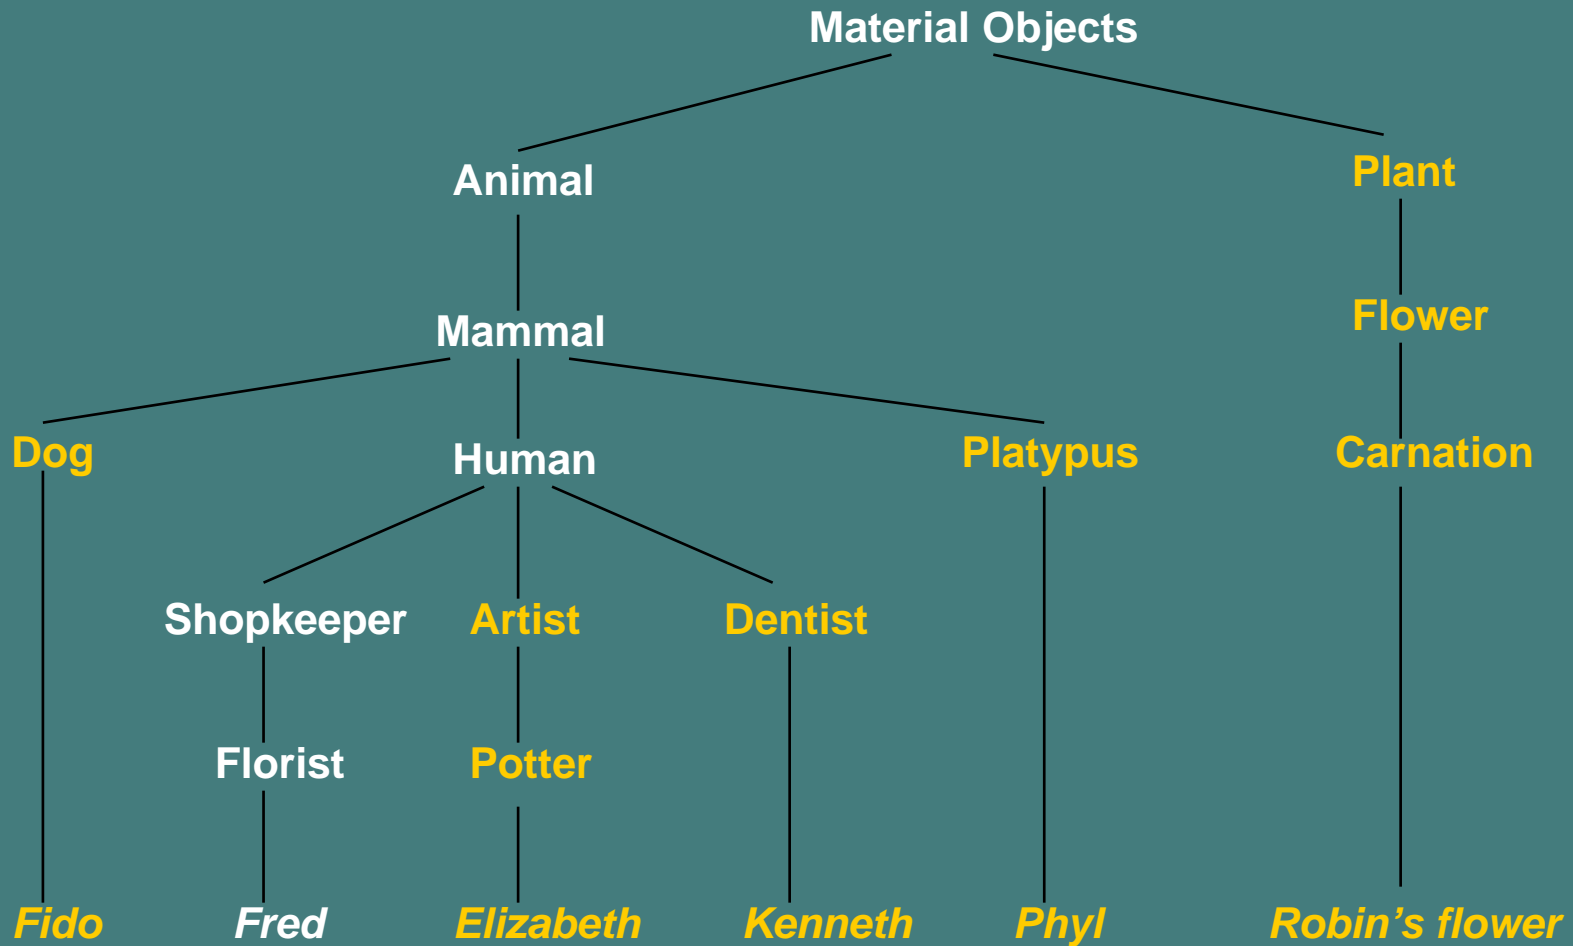 Material Objects
Animal
Plant
Mammal
Flower
Dog
Human
Platypus
Carnation
Shopkeeper
Artist
Dentist
Florist
Potter
Fido
Fred
Elizabeth
Kenneth
Phyl
Robin’s flower